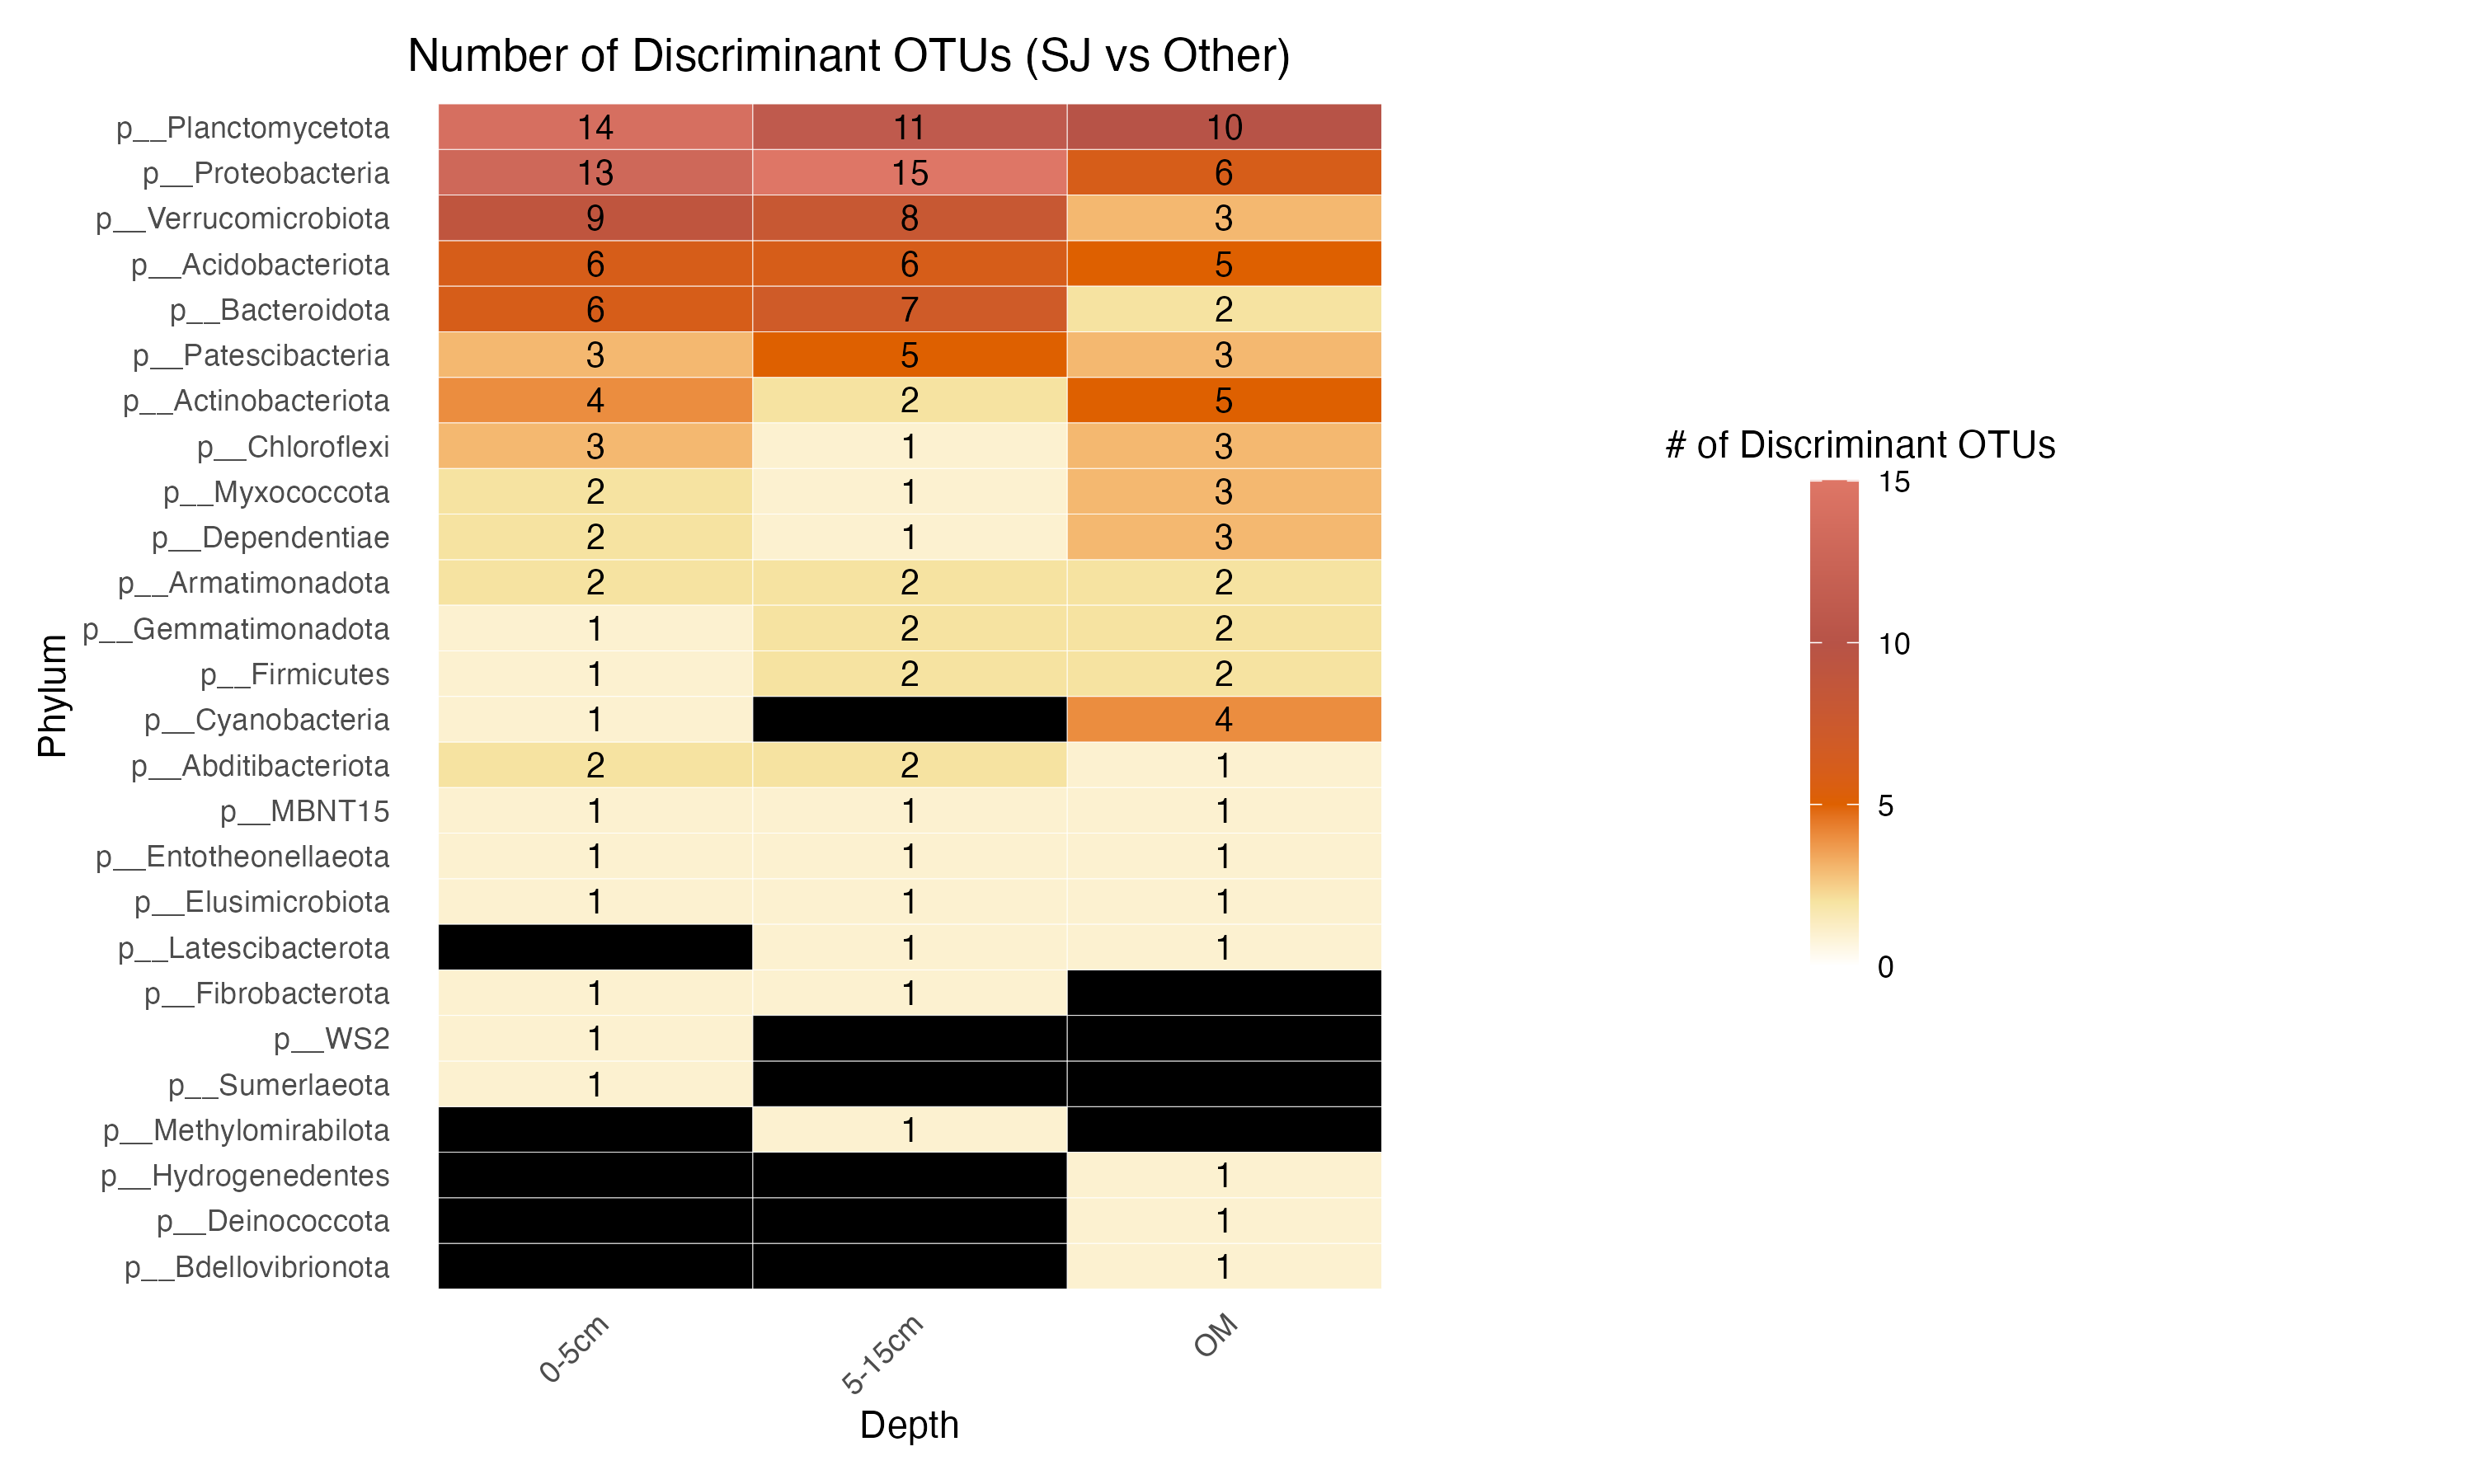 Number of Discriminant OTUs (SJ vs Other)
p__Planctomycetota 14 11 10
p__Proteobacteria 13 15 6
p__Verrucomicrobiota 9 8 3
p__Acidobacteriota 6 6 5
p__Bacteroidota 6 7 2
p__Patescibacteria 3 5 3
p__Actinobacteriota 4 2 5
p__Chloroflexi 3 1 3
p__Myxococcota 2 1 3
p__Dependentiae 2 1 3
p__Armatimonadota 2 2 2
p__Gemmatimonadota 1 2 2
p__Firmicutes 1 2 2
p__Cyanobacteria 1 4
p__Abditibacteriota 2 2 1
p__MBNT15 1 1 1
p__Entotheonellaeota 1 1 1
p__Elusimicrobiota 1 1 1
p__Latescibacterota 1 1
p__Fibrobacterota 1 1
p__WS2 1
p__Sumerlaeota 1
p__Methylomirabilota 1
p__Hydrogenedentes 1
p__Deinococcota 1
p__Bdellovibrionota 1
Phylum
0-5cm 5-15cm OM
Depth
# of Discriminant OTUs
15
10
5
0